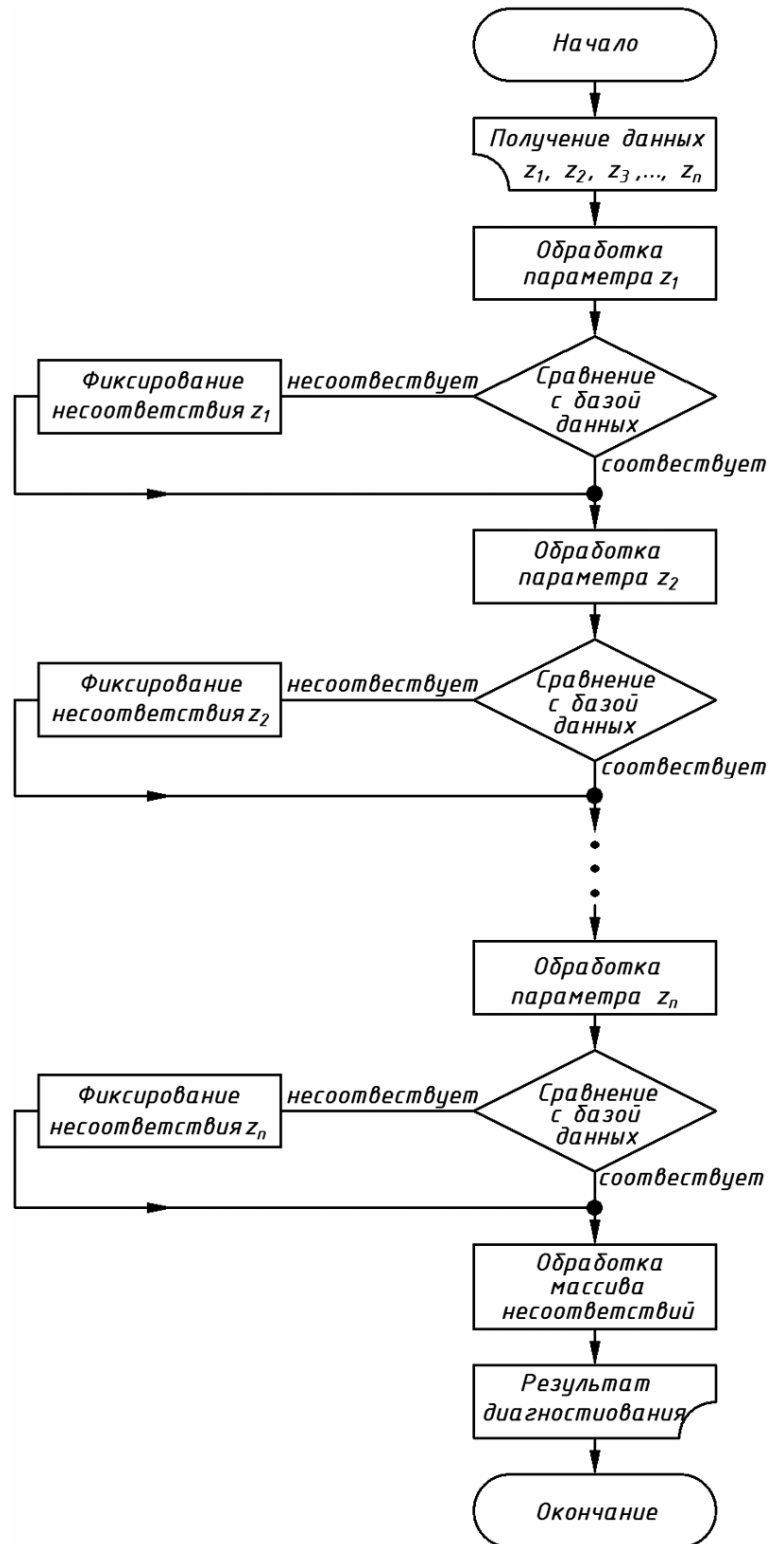 Начало
Получение данных
z₁, z₂, z₃,..., zₙ
Обработка
параметра z₁
Сравнение
с базой
данных
несоотвествует
Фиксирование
несоответствия z₁
соотвествует
Обработка
параметра z₂
Сравнение
с базой
данных
несоотвествует
Фиксирование
несоответствия z₂
соотвествует
Обработка
параметра zₙ
Сравнение
с базой
данных
несоотвествует
Фиксирование
несоответствия zₙ
соотвествует
Обработка
массива
несоответствий
Результат
диагностиования
Окончание